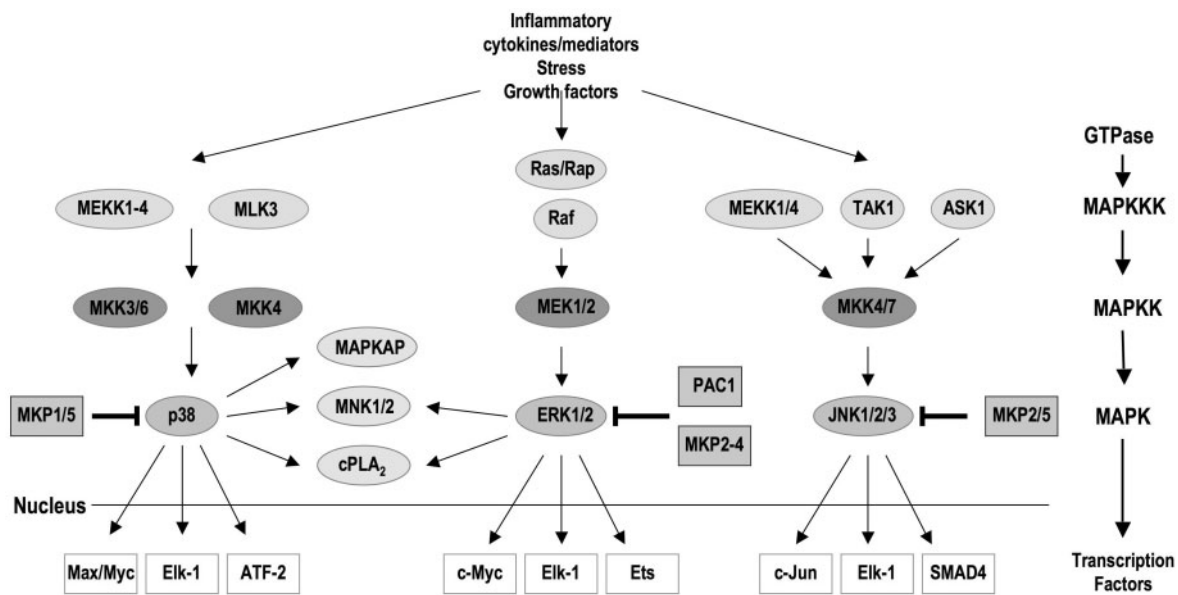 Inflammatory
cytokines/mediators
Stress
Growth factors
GTPase
Ras/Rap
MEKK1-4
MLK3
Raf
MEKK1/4
TAK1
ASK1
MAPKKK
MKK3/6
MKK4
MEK1/2
MKK4/7
MAPKK
MAPKAP
PAC1
MKP1/5
p38
MNK1/2
ERK1/2
JNK1/2/3
MKP2/5
MAPK
MKP2-4
cPLA2
Nucleus
Max/Myc
Elk-1
ATF-2
c-Myc
Elk-1
Ets
c-Jun
Elk-1
SMAD4
Transcription
Factors